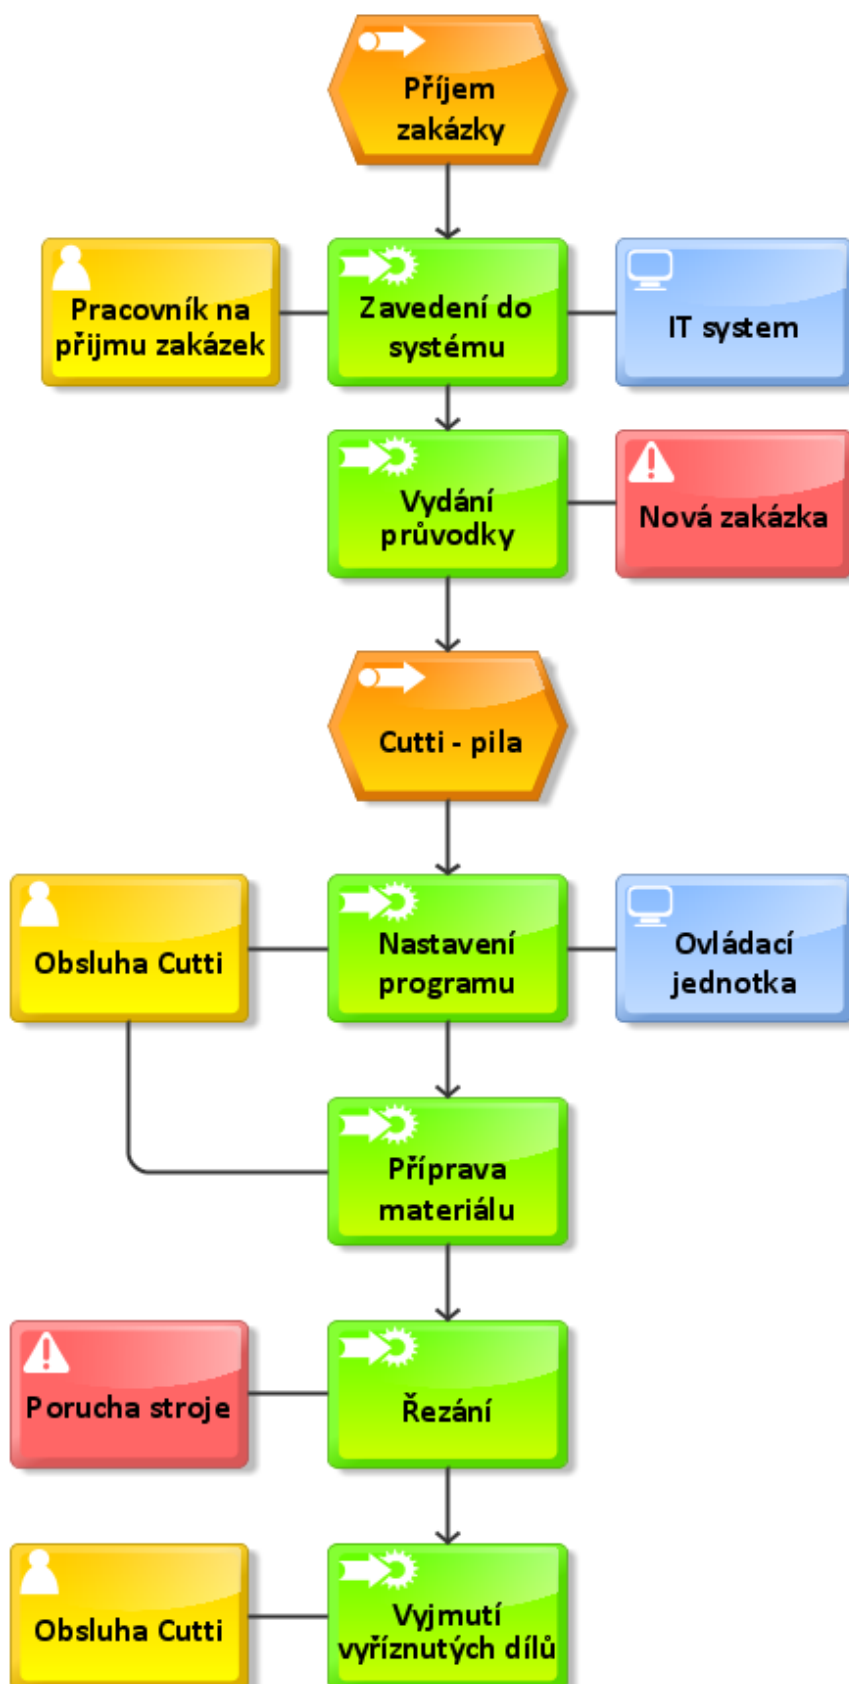 Příjem
zakázky
Pracovník na
přijmu zakázek
Zavedení do
systému
IT system
Vydání
průvodky
Nová zakázka
Cutti - pila
Obsluha Cutti
Nastavení
programu
Ovládací
jednotka
Příprava
materiálu
Porucha stroje
Řezání
Obsluha Cutti
Vyjmutí
vyříznutých dílů